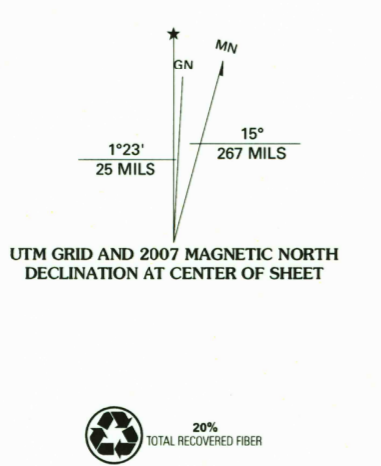 ★
GN
MN
1°23'
25 MILS
15°
267 MILS
UTM GRID AND 2007 MAGNETIC NORTH
DECLINATION AT CENTER OF SHEET
20%
TOTAL RECOVERED FIBER